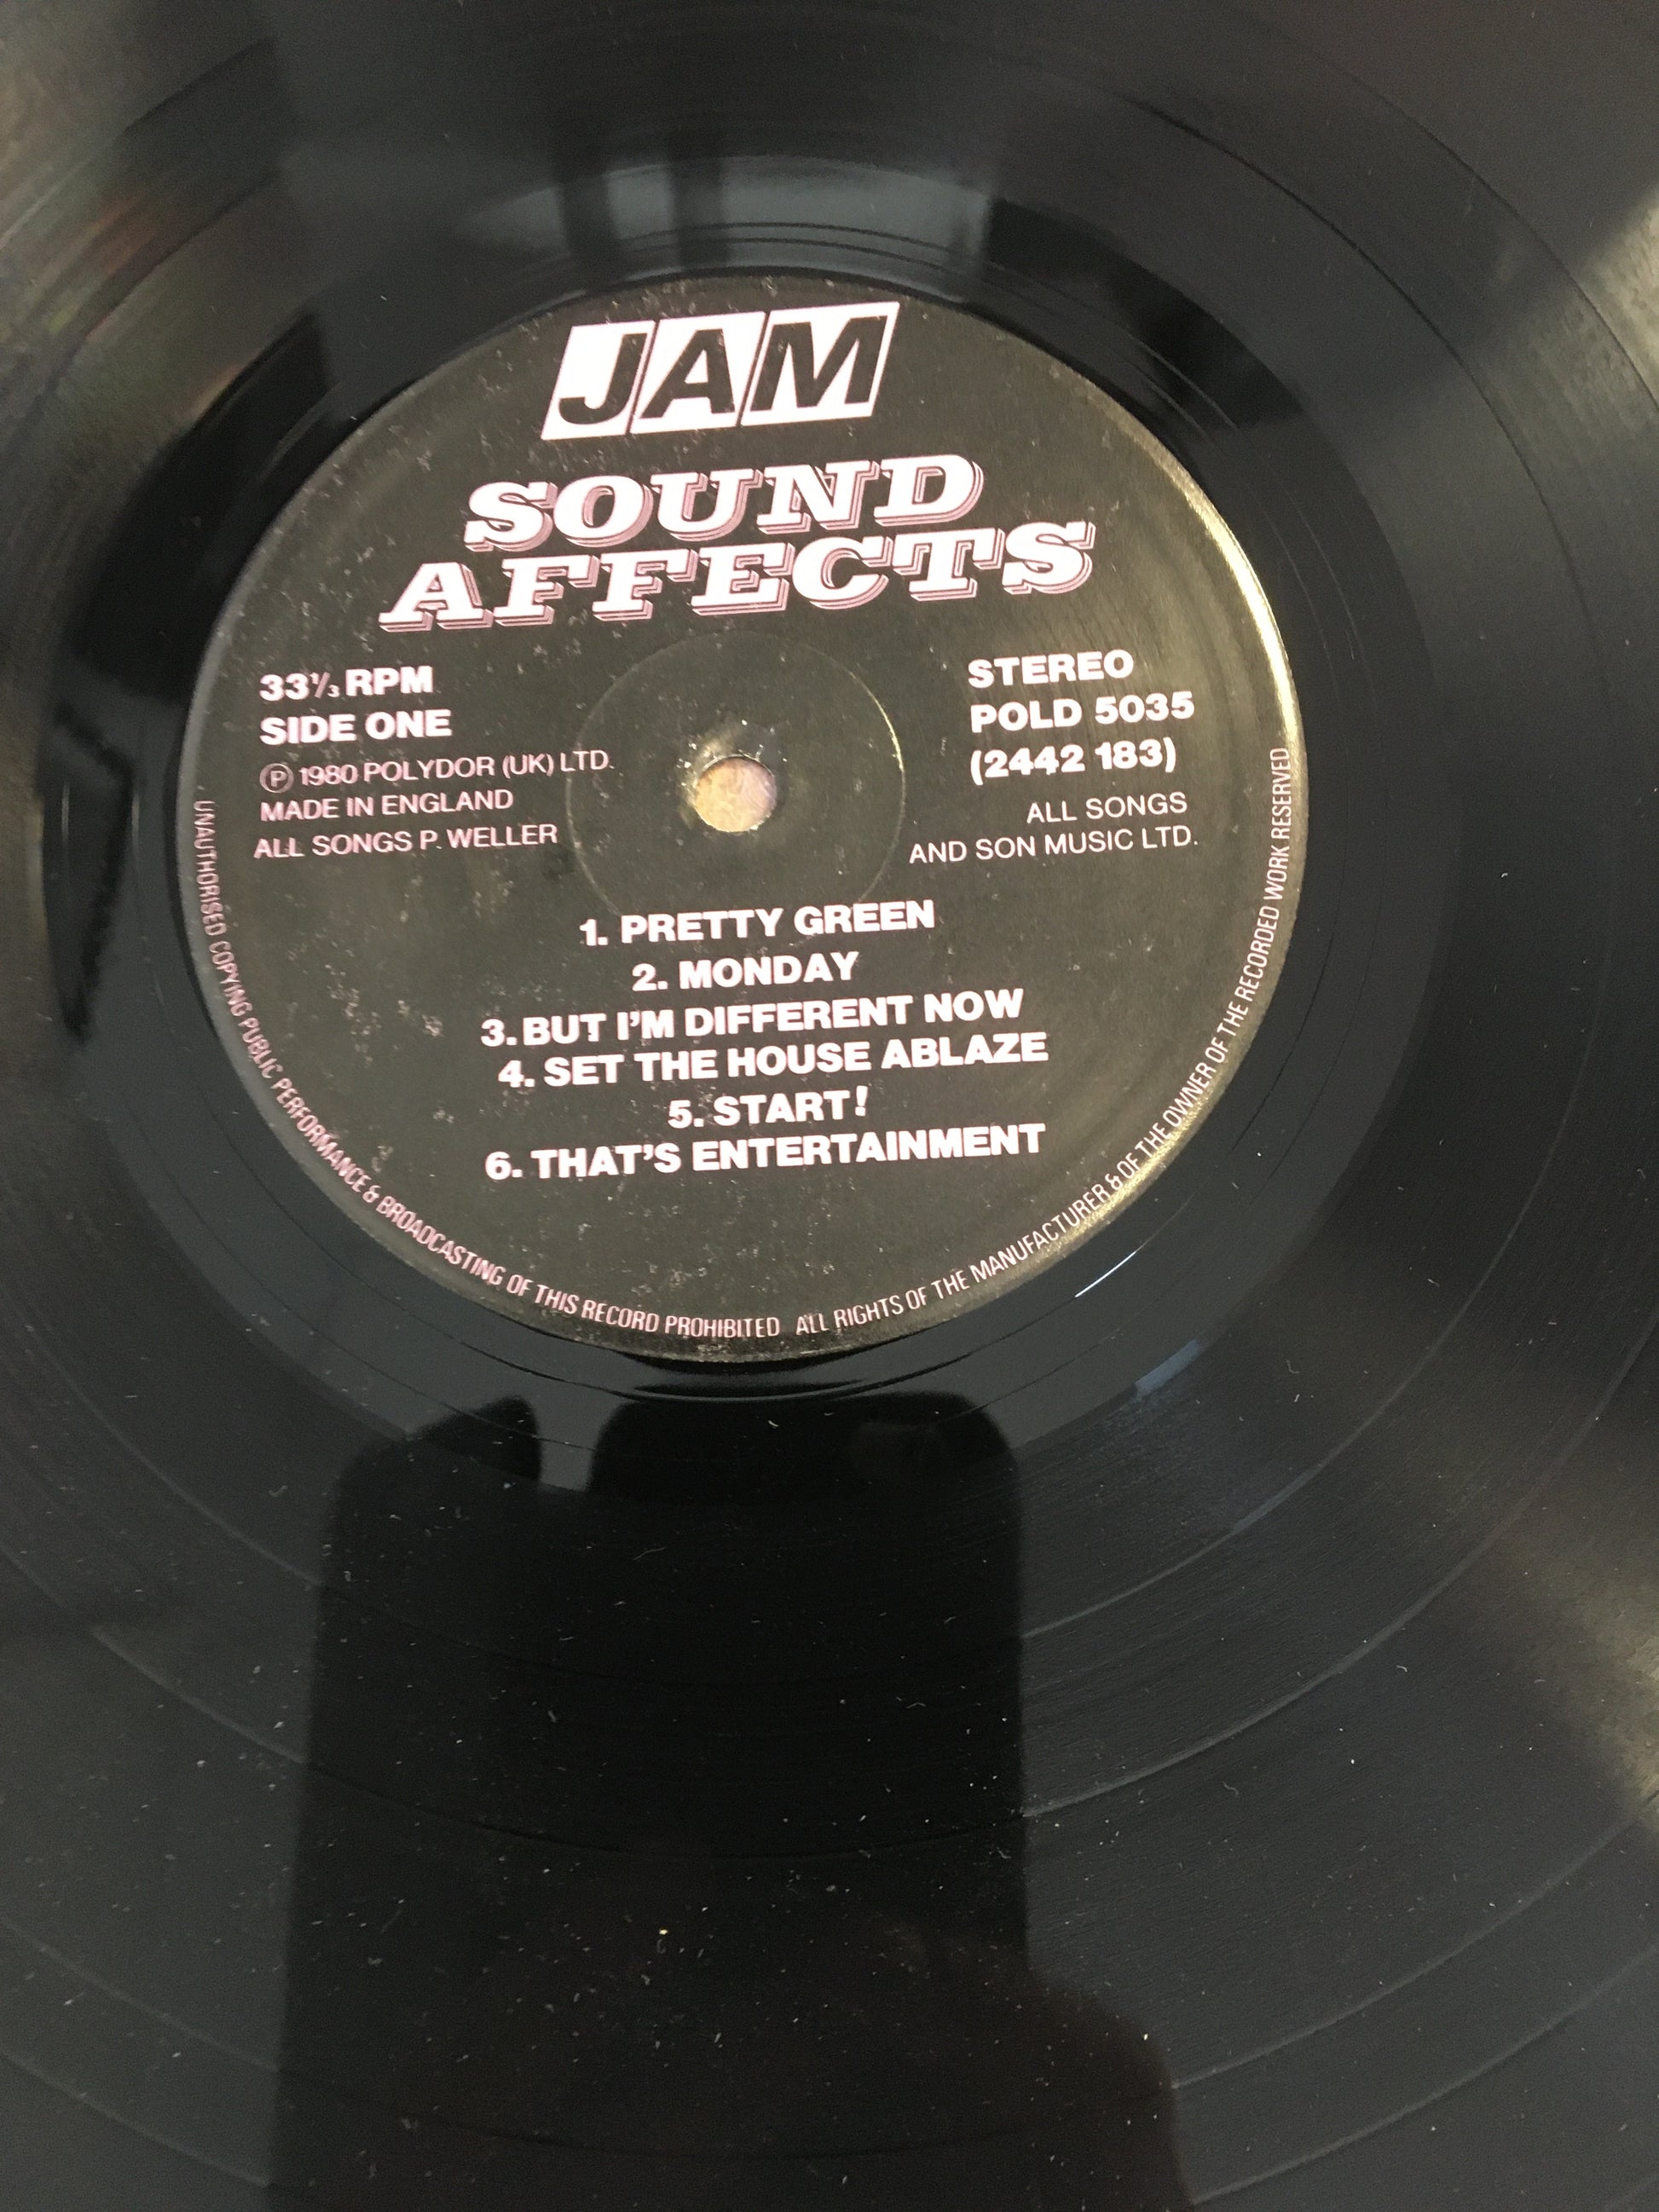 JAM
SOUND
AFFECTS
33⅓ RPM
SIDE ONE
Ⓟ 1980 POLYDOR (UK) LTD.
MADE IN ENGLAND
ALL SONGS P. WELLER
STEREO
POLD 5035
(2442 183)
ALL SONGS
AND SON MUSIC LTD.
1. PRETTY GREEN
2. MONDAY
3. BUT I'M DIFFERENT NOW
4. SET THE HOUSE ABLAZE
5. START!
6. THAT'S ENTERTAINMENT
UNAUTHORISED COPYING PUBLIC PERFORMANCE & BROADCASTING OF THIS RECORD PROHIBITED ALL RIGHTS OF THE MANUFACTURER & OF THE OWNER OF THE RECORDED WORK RESERVED